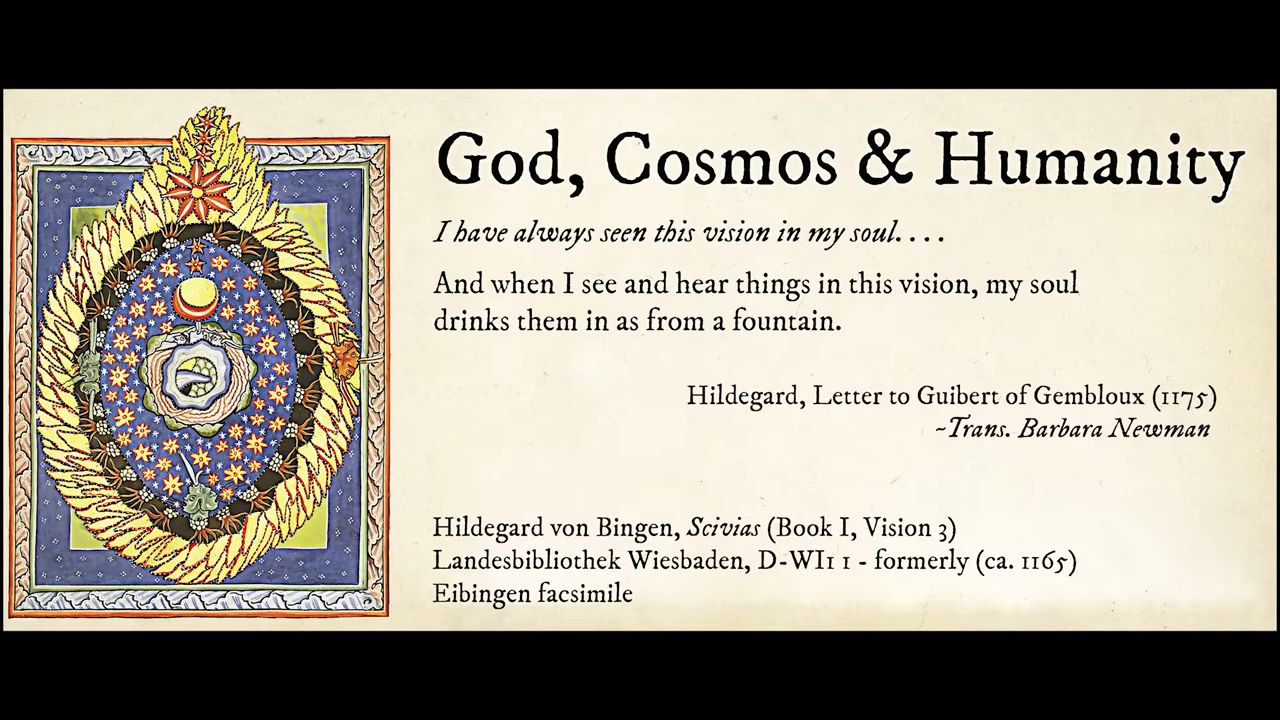 God, Cosmos & Humanity
I have always seen this vision in my soul. . . .
And when I see and hear things in this vision, my soul
drinks them in as from a fountain.
Hildegard, Letter to Guibert of Gembloux (1175)
~Trans. Barbara Newman
Hildegard von Bingen, Scivias (Book I, Vision 3)
Landesbibliothek Wiesbaden, D-WI1 1 - formerly (ca. 1165)
Eibingen facsimile